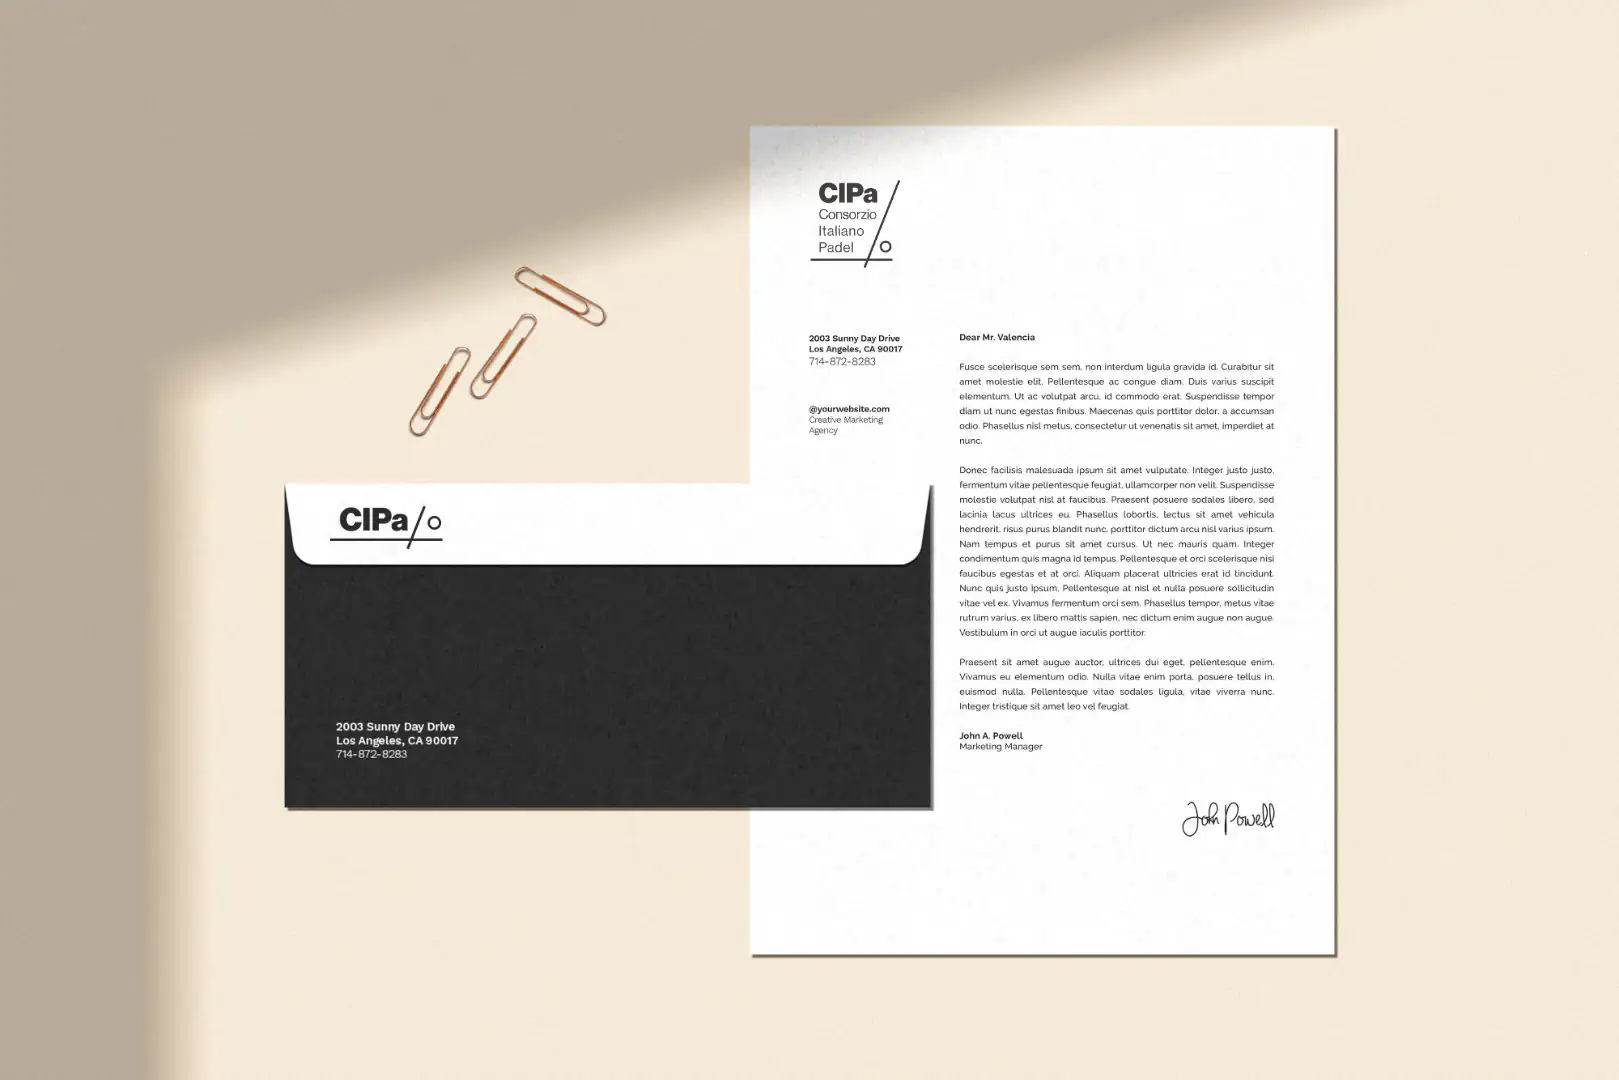 CIPa
Consorzio
Italiano
Padel
2003 Sunny Day Drive
Los Angeles, CA 90017
714-872-8283
@yourwebsite.com
Creative Marketing
Agency
Dear Mr. Valencia
Fusce scelerisque sem sem, non interdum ligula gravida id. Curabitur sit
amet molestie elit. Pellentesque ac congue diam. Duis varius suscipit
elementum. Ut ac volutpat arcu, id commodo erat. Suspendisse tempor
diam ut nunc egestas finibus. Maecenas quis porttitor dolor, a accumsan
odio. Phasellus nisl metus, consectetur ut venenatis sit amet, imperdiet at
nunc.
Donec facilisis malesuada ipsum sit amet vulputate. Integer justo justo,
fermentum vitae pellentesque feugiat, ullamcorper non velit. Suspendisse
molestie volutpat nisl at faucibus. Praesent posuere sodales libero, sed
lacinia lacus ultrices eu. Phasellus lobortis, lectus sit amet vehicula
hendrerit, risus purus blandit nunc, porttitor dictum arcu nisl varius ipsum.
Nam tempus et purus sit amet cursus. Ut nec mauris quam. Integer
condimentum quis magna id tempus. Pellentesque et orci scelerisque nisi
faucibus egestas et at orci. Aliquam placerat ultricies erat id tincidunt.
Nunc quis justo ipsum. Pellentesque at nisl et nulla posuere sollicitudin
vitae vel ex. Vivamus fermentum orci sem. Phasellus tempor, metus vitae
rutrum varius, ex libero mattis sapien, nec dictum enim augue non augue.
Vestibulum in orci ut augue iaculis porttitor.
Praesent sit amet augue auctor, ultrices dui eget, pellentesque enim.
Vivamus eu elementum odio. Nulla vitae enim porta, posuere tellus in,
euismod nulla. Pellentesque vitae sodales ligula, vitae viverra nunc.
Integer tristique sit amet leo vel feugiat.
John A. Powell
Marketing Manager
John Powell
CIPa
2003 Sunny Day Drive
Los Angeles, CA 90017
714-872-8283